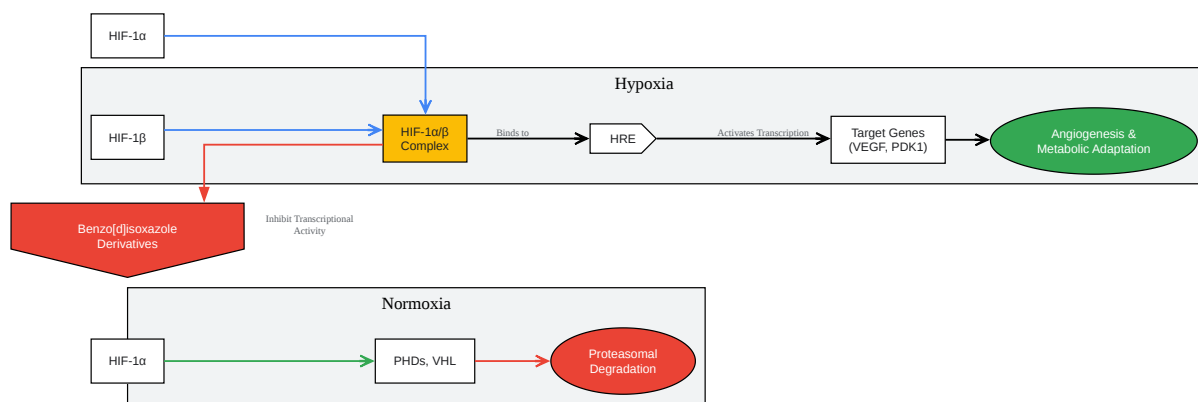 HIF-1α
Hypoxia
HIF-1β
HIF-1α/β
Complex
Binds to
HRE
Activates Transcription
Target Genes
(VEGF, PDK1)
Angiogenesis &
Metabolic Adaptation
Benzo[d]isoxazole
Derivatives
Inhibit Transcriptional
Activity
Normoxia
HIF-1α
PHDs, VHL
Proteasomal
Degradation